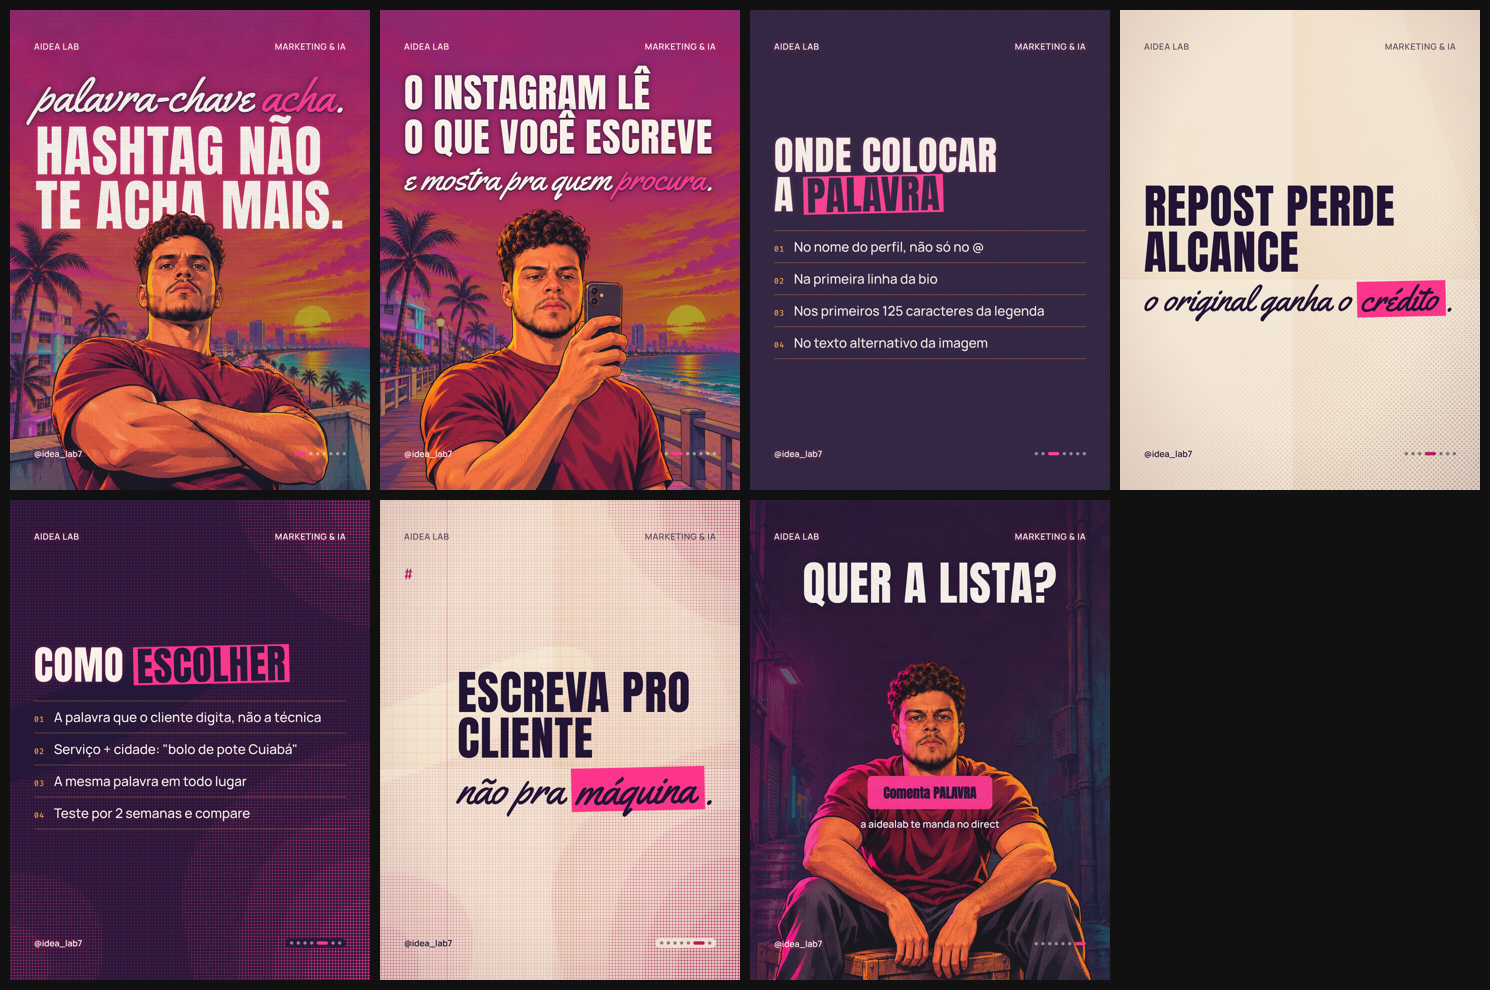 AIDEA LAB
MARKETING & IA
palavra-chave acha.
HASHTAG NÃO
TE ACHA MAIS.
@idea_lab7
AIDEA LAB
MARKETING & IA
O INSTAGRAM LÊ
O QUE VOCÊ ESCREVE
e mostra pra quem procura.
@idea_lab7
AIDEA LAB
MARKETING & IA
ONDE COLOCAR
A PALAVRA
01 No nome do perfil, não só no @
02 Na primeira linha da bio
03 Nos primeiros 125 caracteres da legenda
04 No texto alternativo da imagem
@idea_lab7
AIDEA LAB
MARKETING & IA
REPOST PERDE
ALCANCE
o original ganha o crédito.
@idea_lab7
AIDEA LAB
MARKETING & IA
COMO ESCOLHER
01 A palavra que o cliente digita, não a técnica
02 Serviço + cidade: "bolo de pote Cuiabá"
03 A mesma palavra em todo lugar
04 Teste por 2 semanas e compare
@idea_lab7
AIDEA LAB
MARKETING & IA
#
ESCREVA PRO
CLIENTE
não pra máquina.
@idea_lab7
AIDEA LAB
MARKETING & IA
QUER A LISTA?
Comenta PALAVRA
a aidealab te manda no direct
@idea_lab7